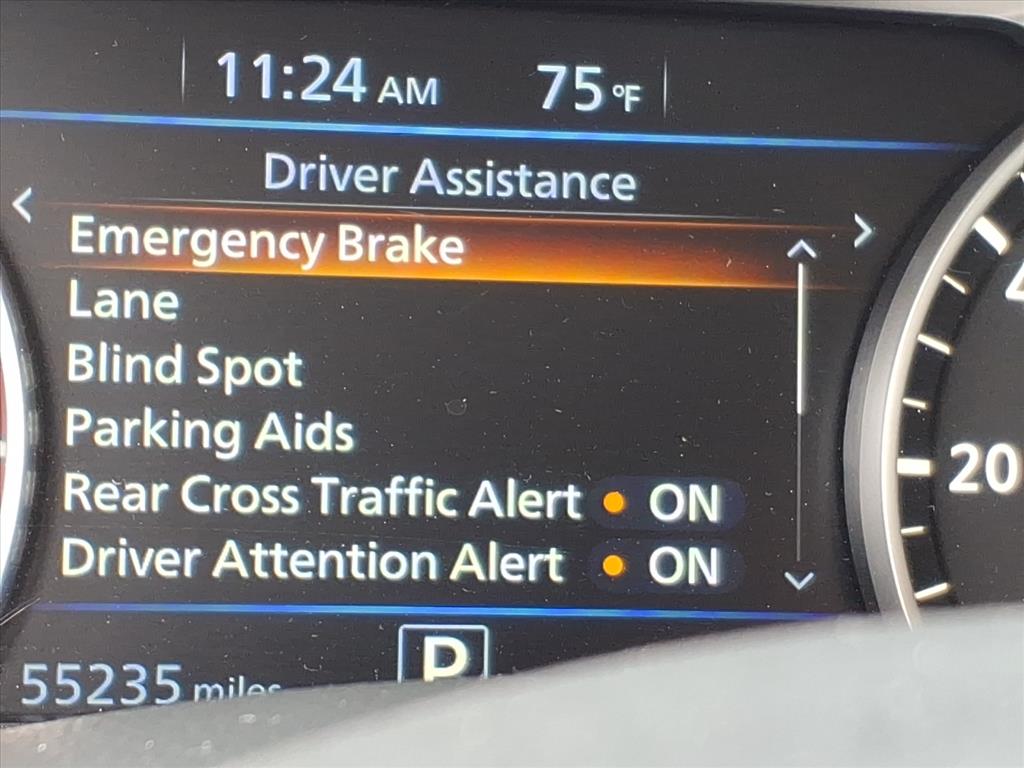 11:24 AM 75 °F
Driver Assistance
Emergency Brake
Lane
Blind Spot
Parking Aids
Rear Cross Traffic Alert ON
Driver Attention Alert ON
20
P
55235 miles